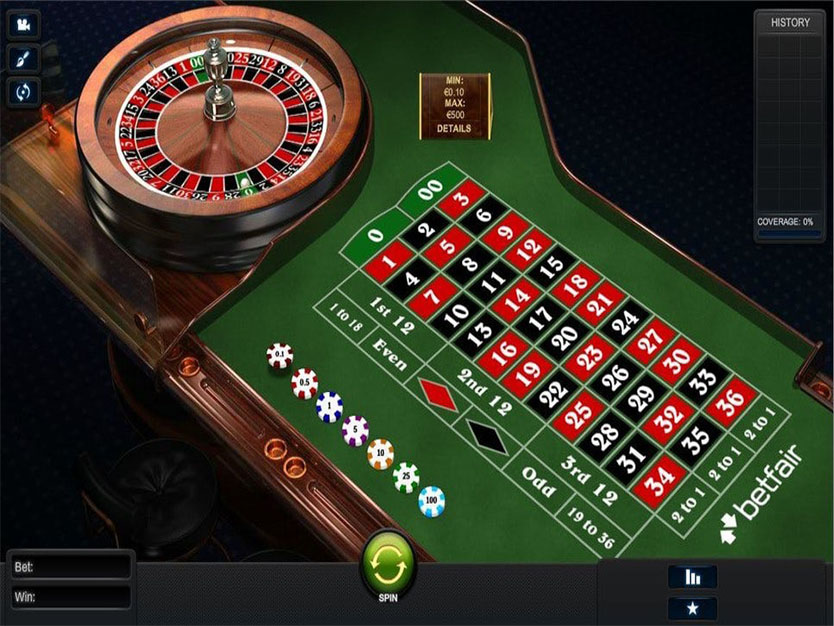 HISTORY
MIN:
€0.10
MAX:
€500
DETAILS
COVERAGE: 0%
0
00
1
2
3
4
5
6
7
8
9
10
11
12
13
14
15
16
17
18
19
20
21
22
23
24
25
26
27
28
29
30
31
32
33
34
35
36
1st 12
2nd 12
3rd 12
1 to 18
Even
Odd
19 to 36
2 to 1
2 to 1
2 to 1
betfair
0.1
0.5
1
5
10
25
100
Bet:
Win:
SPIN